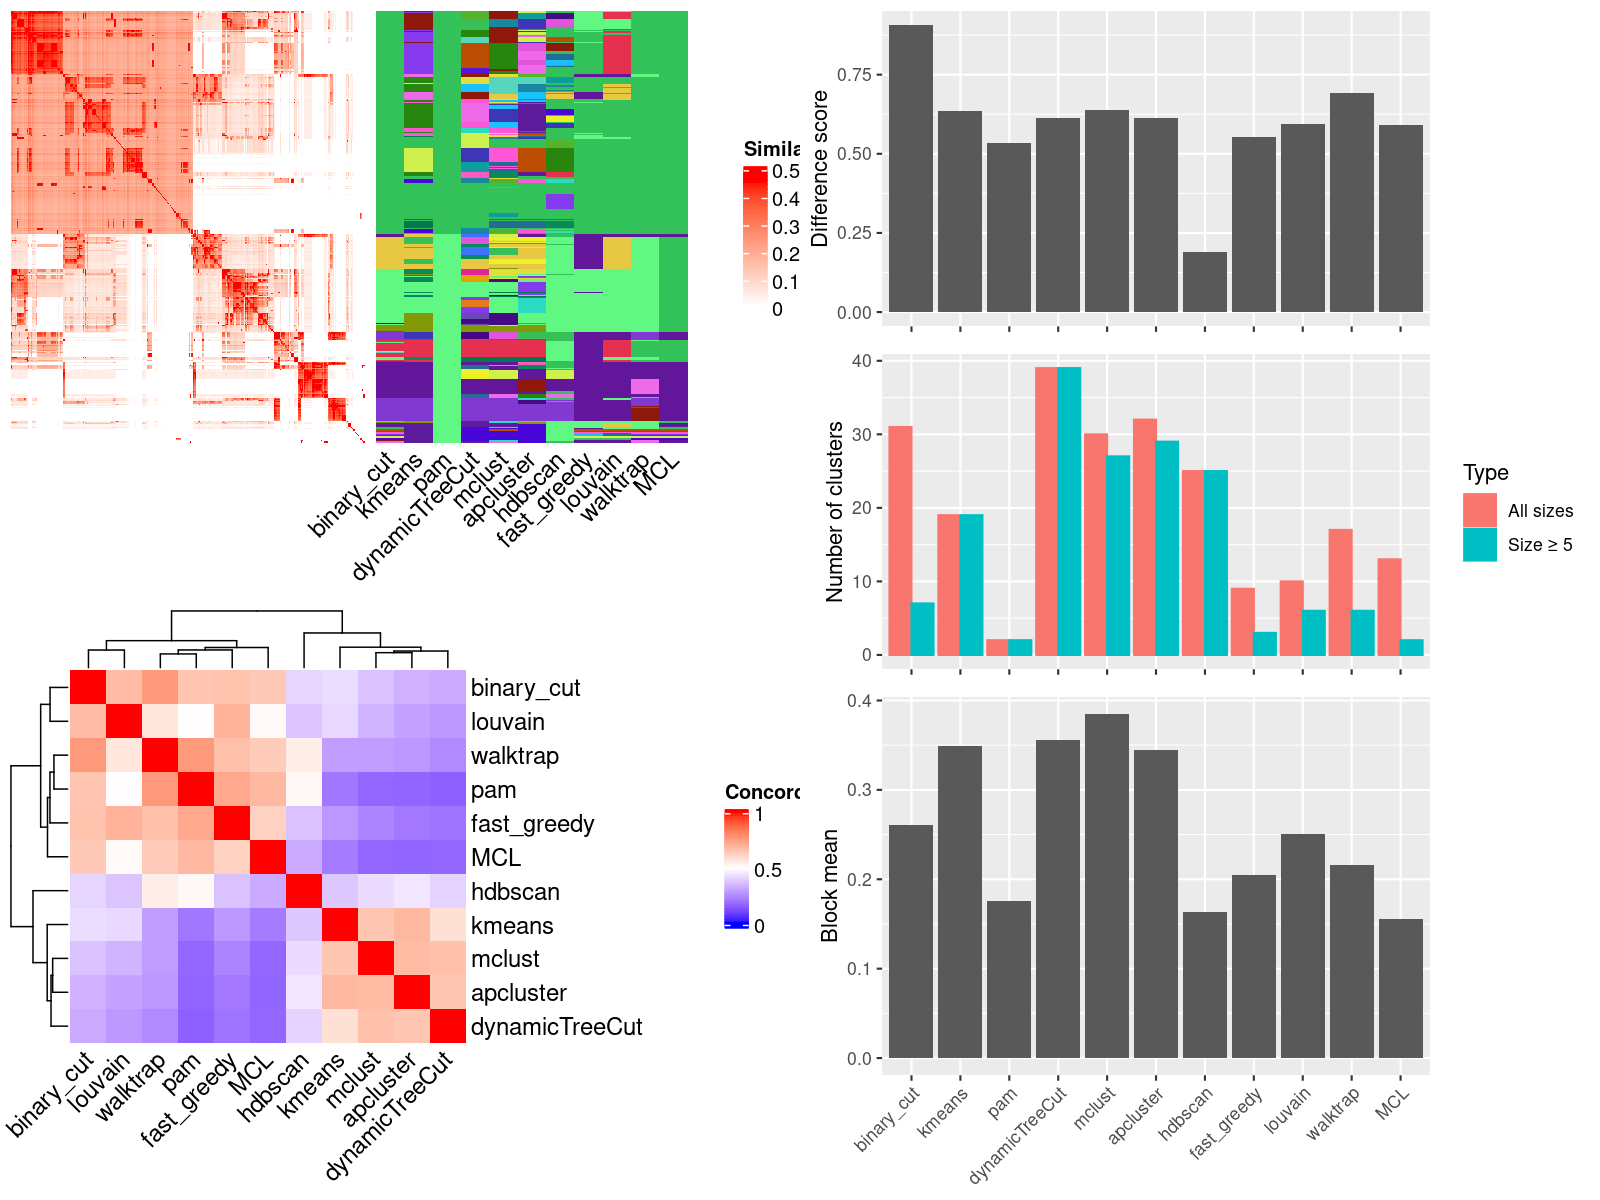 Simila
0.5
0.4
0.3
0.2
0.1
0
binary_cut
kmeans
pam
dynamicTreeCut
mclust
apcluster
hdbscan
fast_greedy
louvain
walktrap
MCL
binary_cut
louvain
walktrap
pam
fast_greedy
MCL
hdbscan
kmeans
mclust
apcluster
dynamicTreeCut
Concord
1
0.5
0
binary_cut
louvain
walktrap
pam
fast_greedy
MCL
hdbscan
kmeans
mclust
apcluster
dynamicTreeCut
Difference score
0.75
0.50
0.25
0.00
Number of clusters
40
30
20
10
0
Type
All sizes
Size ≥ 5
Block mean
0.4
0.3
0.2
0.1
0.0
binary_cut
kmeans
pam
dynamicTreeCut
mclust
apcluster
hdbscan
fast_greedy
louvain
walktrap
MCL